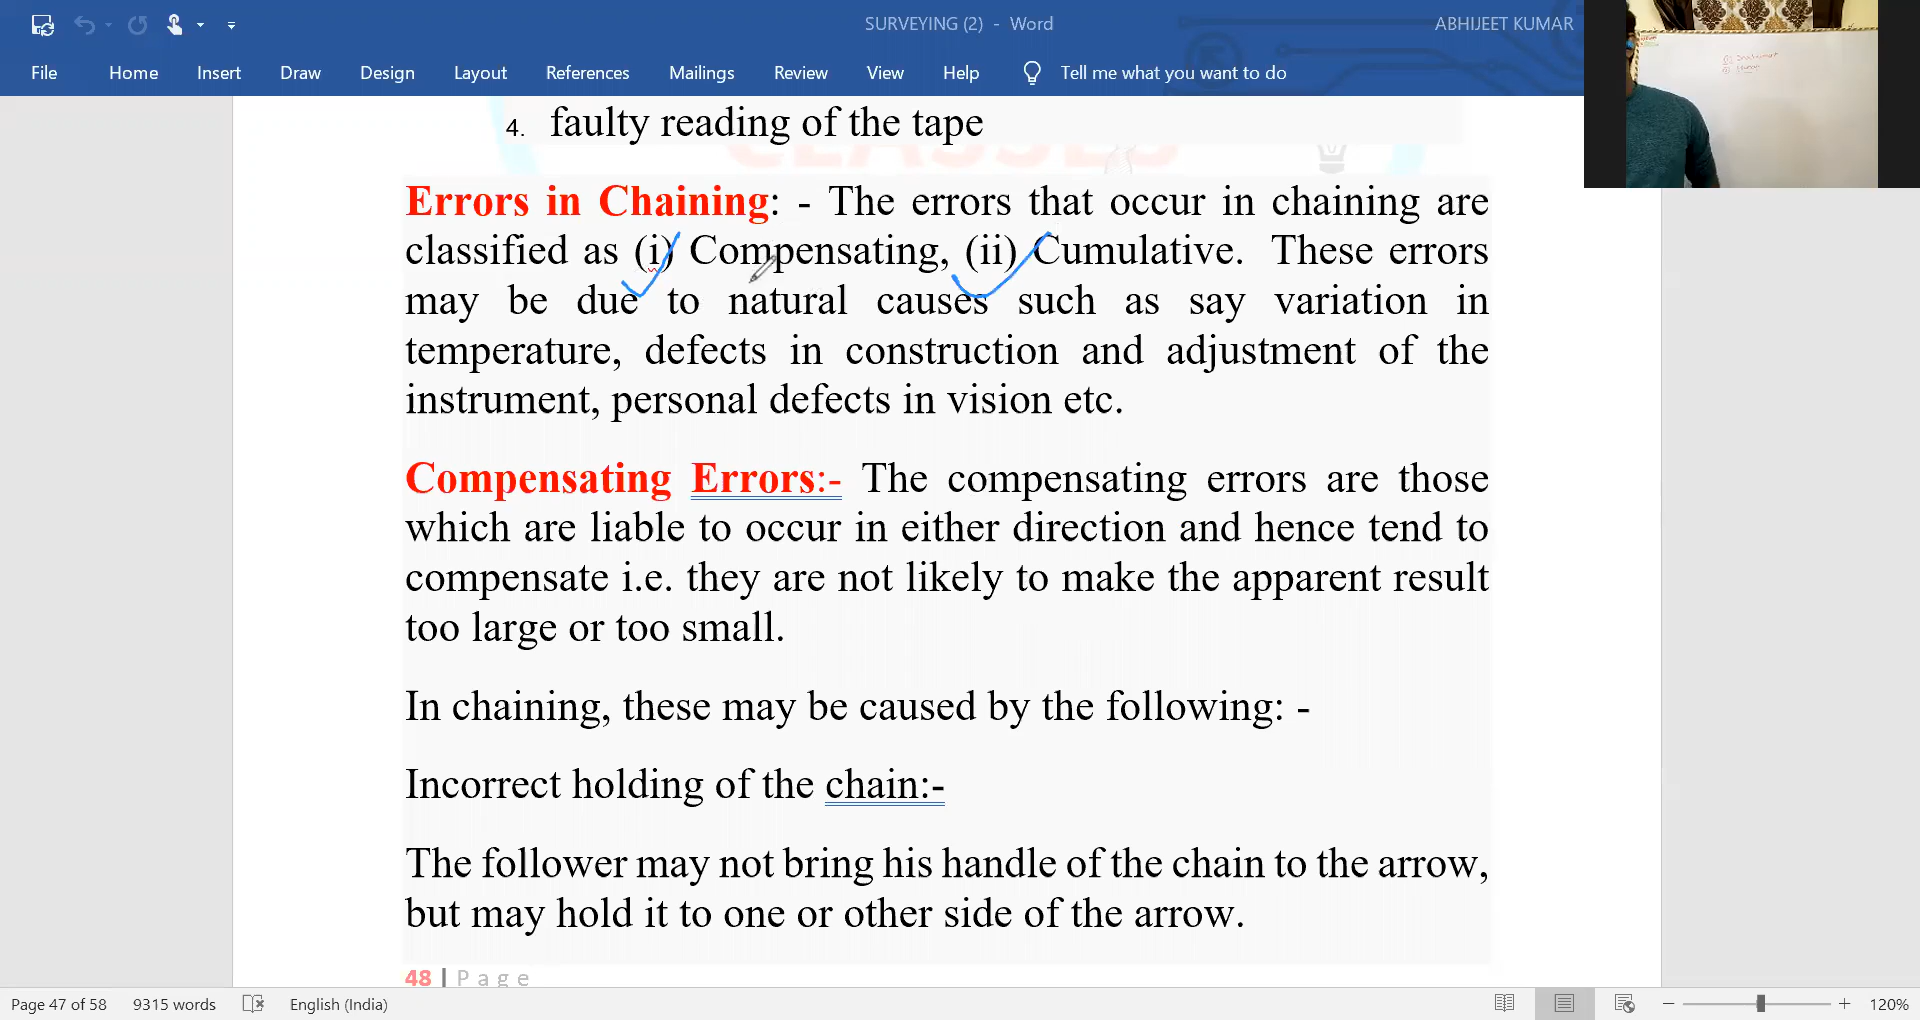 SURVEYING (2) - Word
ABHIJEET KUMAR
File Home Insert Draw Design Layout References Mailings Review View Help Tell me what you want to do
4. faulty reading of the tape
Errors in Chaining: - The errors that occur in chaining are
classified as (i) Compensating, (ii) Cumulative. These errors
may be due to natural causes such as say variation in
temperature, defects in construction and adjustment of the
instrument, personal defects in vision etc.
Compensating Errors:- The compensating errors are those
which are liable to occur in either direction and hence tend to
compensate i.e. they are not likely to make the apparent result
too large or too small.
In chaining, these may be caused by the following: -
Incorrect holding of the chain:-
The follower may not bring his handle of the chain to the arrow,
but may hold it to one or other side of the arrow.
48 | Page
Page 47 of 58 9315 words English (India) 120%